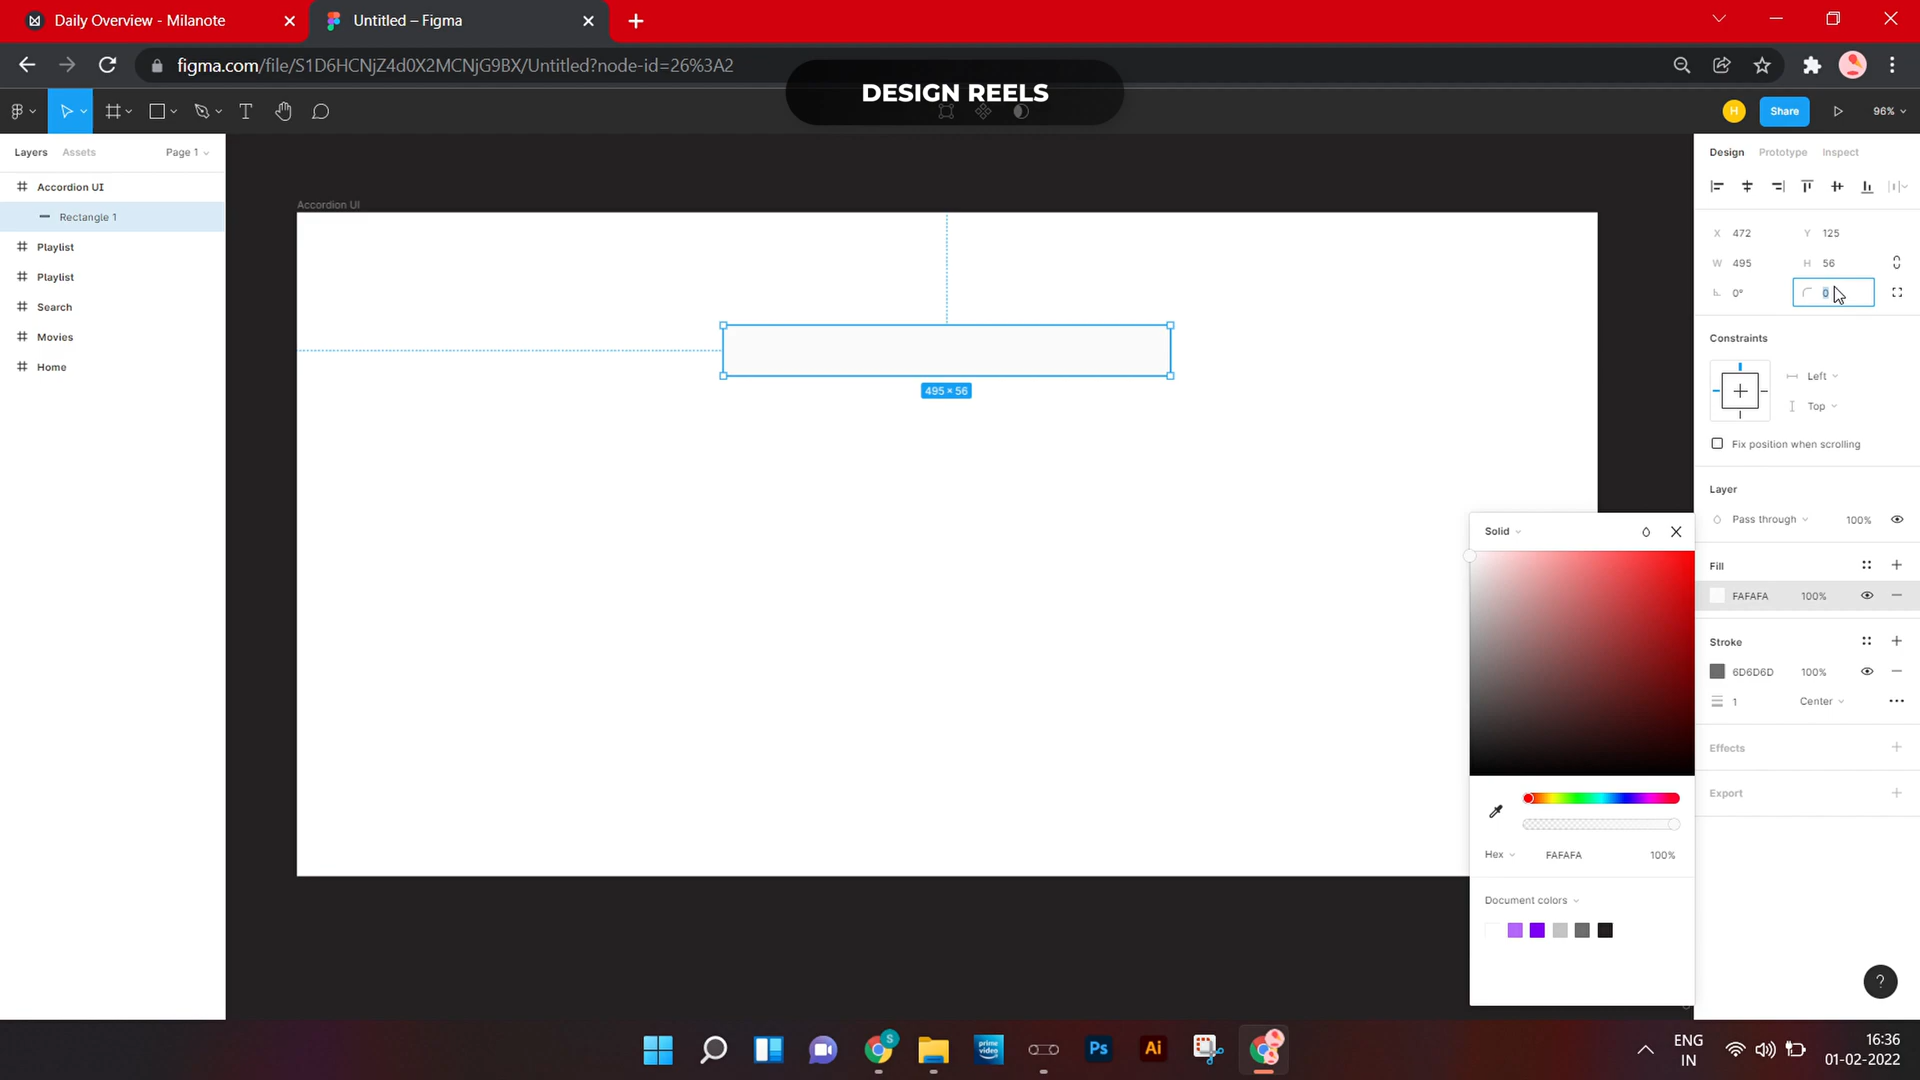 Daily Overview - Milanote
Untitled – Figma
figma.com/file/S1D6HCNjZ4d0X2MCNjG9BX/Untitled?node-id=26%3A2
DESIGN REELS
H
Share
96%
Layers
Assets
Page 1
Accordion UI
Rectangle 1
Playlist
Playlist
Search
Movies
Home
Accordion UI
495 × 56
Design
Prototype
Inspect
X 472
Y 125
W 495
H 56
0°
0
Constraints
Left
Top
Fix position when scrolling
Layer
Pass through
100%
Fill
FAFAFA
100%
Stroke
6D6D6D
100%
1
Center
Effects
Export
Solid
Hex
FAFAFA
100%
Document colors
?
S
prime video
Ps
Ai
ENG
IN
16:36
01-02-2022